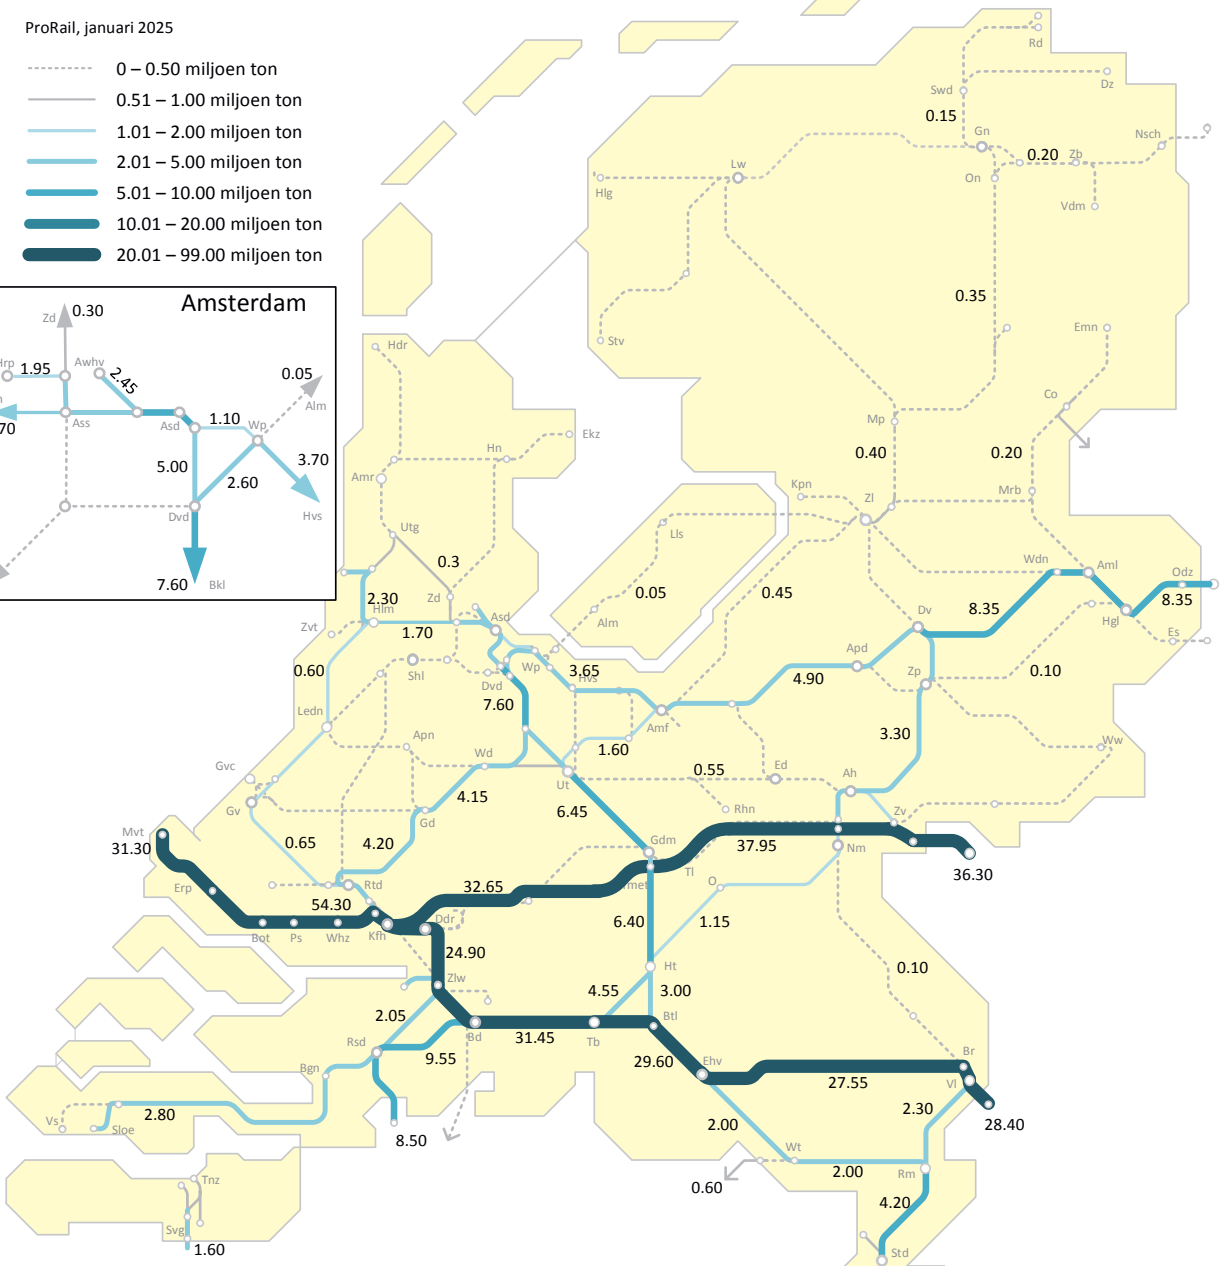 ProRail, januari 2025
0 – 0.50 miljoen ton
0.51 – 1.00 miljoen ton
1.01 – 2.00 miljoen ton
2.01 – 5.00 miljoen ton
5.01 – 10.00 miljoen ton
10.01 – 20.00 miljoen ton
20.01 – 99.00 miljoen ton
Amsterdam
Zd
0.30
Hrp
1.95
Awhv
2.45
0.05
Alm
70
Ass
Asd
1.10
Wp
5.00
2.60
3.70
Dvd
Hvs
7.60
Bkl
Rd
Swd
Dz
0.15
Gn
Nsch
0.20
Zb
On
Lw
Hlg
Vdm
0.35
Stv
Emn
Hdr
Co
Mp
Ekz
Hn
0.40
0.20
Amr
Kpn
Zl
Mrb
Utg
Lls
0.3
Wdn
Aml
Odz
0.05
0.45
2.30
Zd
8.35
8.35
Hlm
Alm
Asd
Dv
Hgl
Zvt
1.70
Es
Wp
Apd
0.60
Shl
3.65
Zp
0.10
Dvd
Hvs
4.90
7.60
Ledn
Amf
3.30
Apn
Ww
1.60
Gvc
Wd
Ut
0.55
Ed
Ah
4.15
Gv
Gd
6.45
Rhn
Zv
Mvt
31.30
0.65
4.20
Gdm
37.95
Nm
Tl
36.30
Erp
Rtd
32.65
met
O
54.30
Ddr
6.40
1.15
Bot
Ps
Whz
Kfh
24.90
Ht
0.10
Zlw
4.55
3.00
2.05
Btl
Rsd
Bd
31.45
Tb
9.55
29.60
Ehv
Br
Bgn
27.55
Vl
2.80
2.30
Vs
Sloe
2.00
28.40
8.50
Wt
2.00
Rm
Tnz
0.60
4.20
Svg
1.60
Std